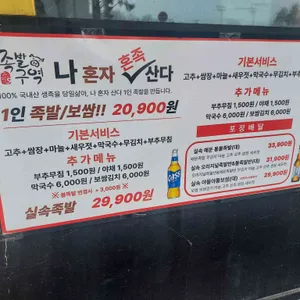 족발구역
나 혼자 혼족 산다
100% 국내산 생족을 당일삶아, 나 혼자 1인 족발을 만듭니다.
1인 족발/보쌈!! 20,900원
기본서비스
고추+쌈장+마늘+새우젓+막국수+무김치+부추무침
추가메뉴
부추무침 1,500원 / 야채 1,500원
막국수 6,000원 / 보쌈김치 6,000원
실속족발 29,900원
기본서비스
고추+쌈장+마늘+새우젓+막국수+무김치
추가메뉴
부추무침 1,500원 / 야채 1,500원
막국수 6,000원 / 보쌈김치 6,000원
포장배달
33,900원
31,900원
29,900원
CASS